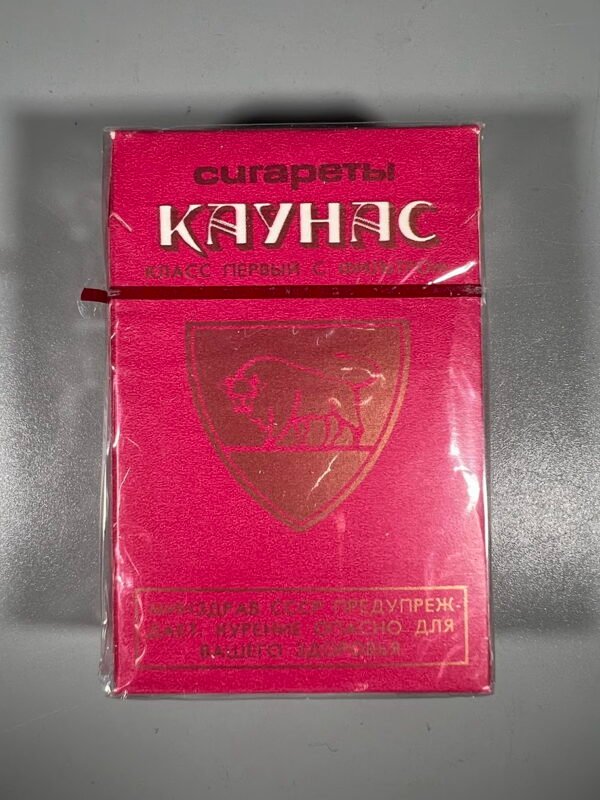 сигареты
КАУНАС
КЛАСС ПЕРВЫЙ С ФИЛЬТРОМ
МИНЗДРАВ СССР ПРЕДУПРЕЖ-
ДАЕТ: КУРЕНИЕ ОПАСНО ДЛЯ
ВАШЕГО ЗДОРОВЬЯ